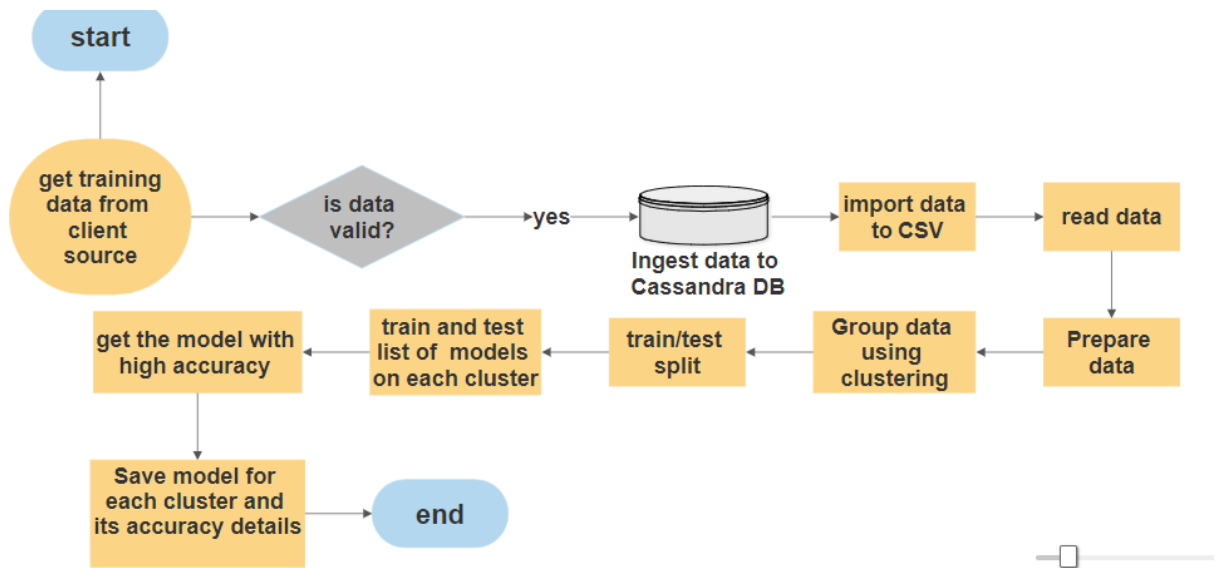 start
get training
data from
client
source
is data
valid?
yes
Ingest data to
Cassandra DB
import data
to CSV
read data
Prepare
data
Group data
using
clustering
train/test
split
train and test
list of models
on each cluster
get the model with
high accuracy
Save model for
each cluster and
its accuracy details
end